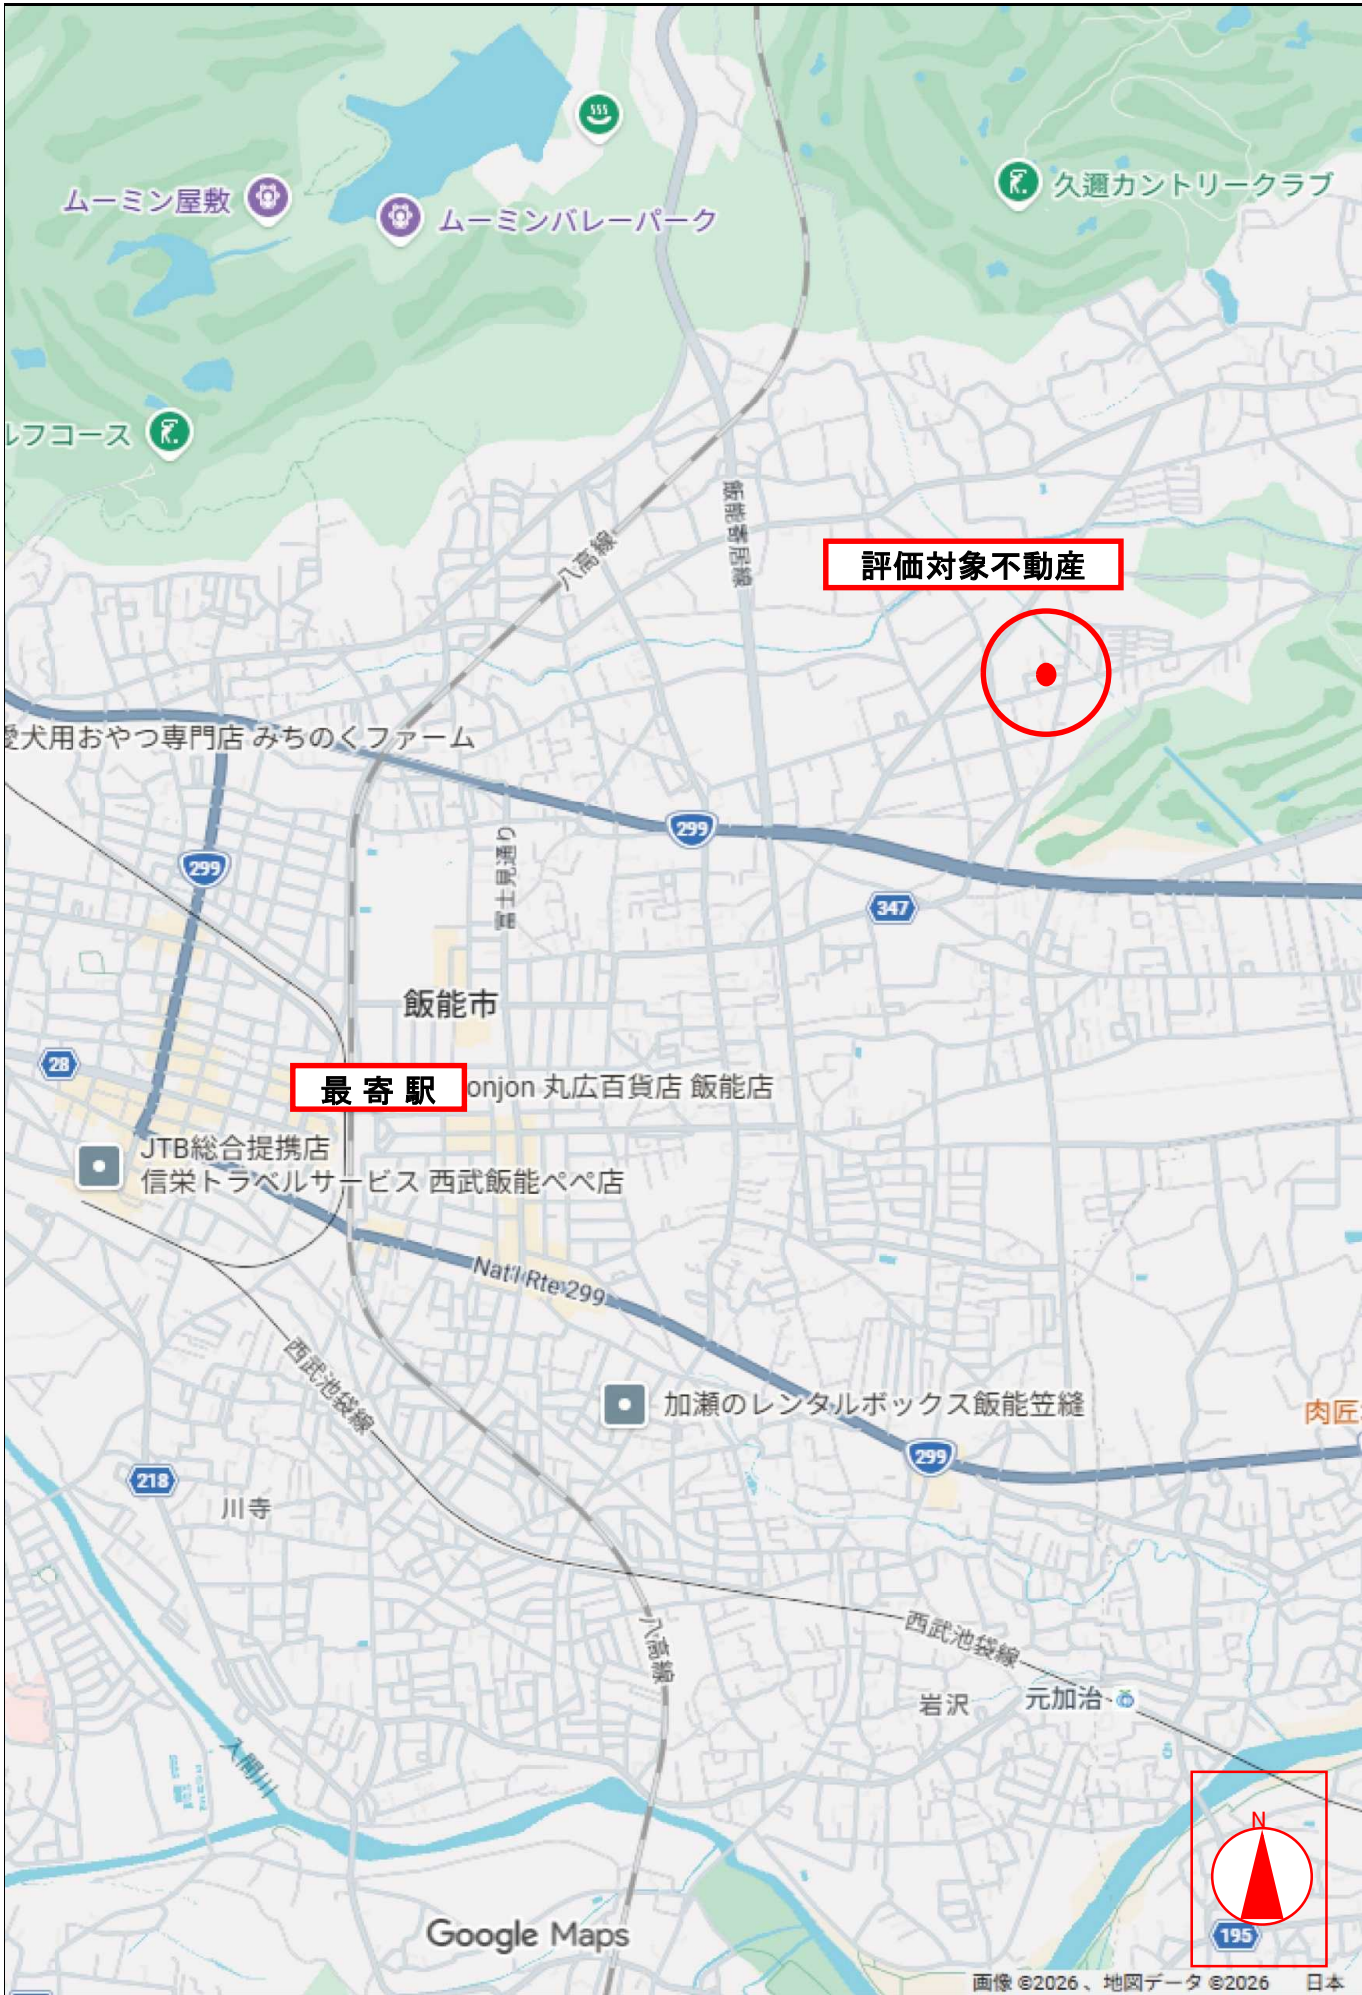 久邇カントリークラブ
ムーミン屋敷
ムーミンバレーパーク
ルフコース
飯能寄居線
八高線
評価対象不動産
愛犬用おやつ専門店 みちのくファーム
299
299
富士見通り
347
飯能市
28
最寄駅
onjon 丸広百貨店 飯能店
JTB総合提携店
信栄トラベルサービス 西武飯能ペペ店
Nat'l Rte 299
西武池袋線
加瀬のレンタルボックス飯能笠縫
肉匠
299
218
川寺
八高線
西武池袋線
岩沢
元加治
入間川
N
195
Google Maps
画像 ©2026 、地図データ ©2026 日本